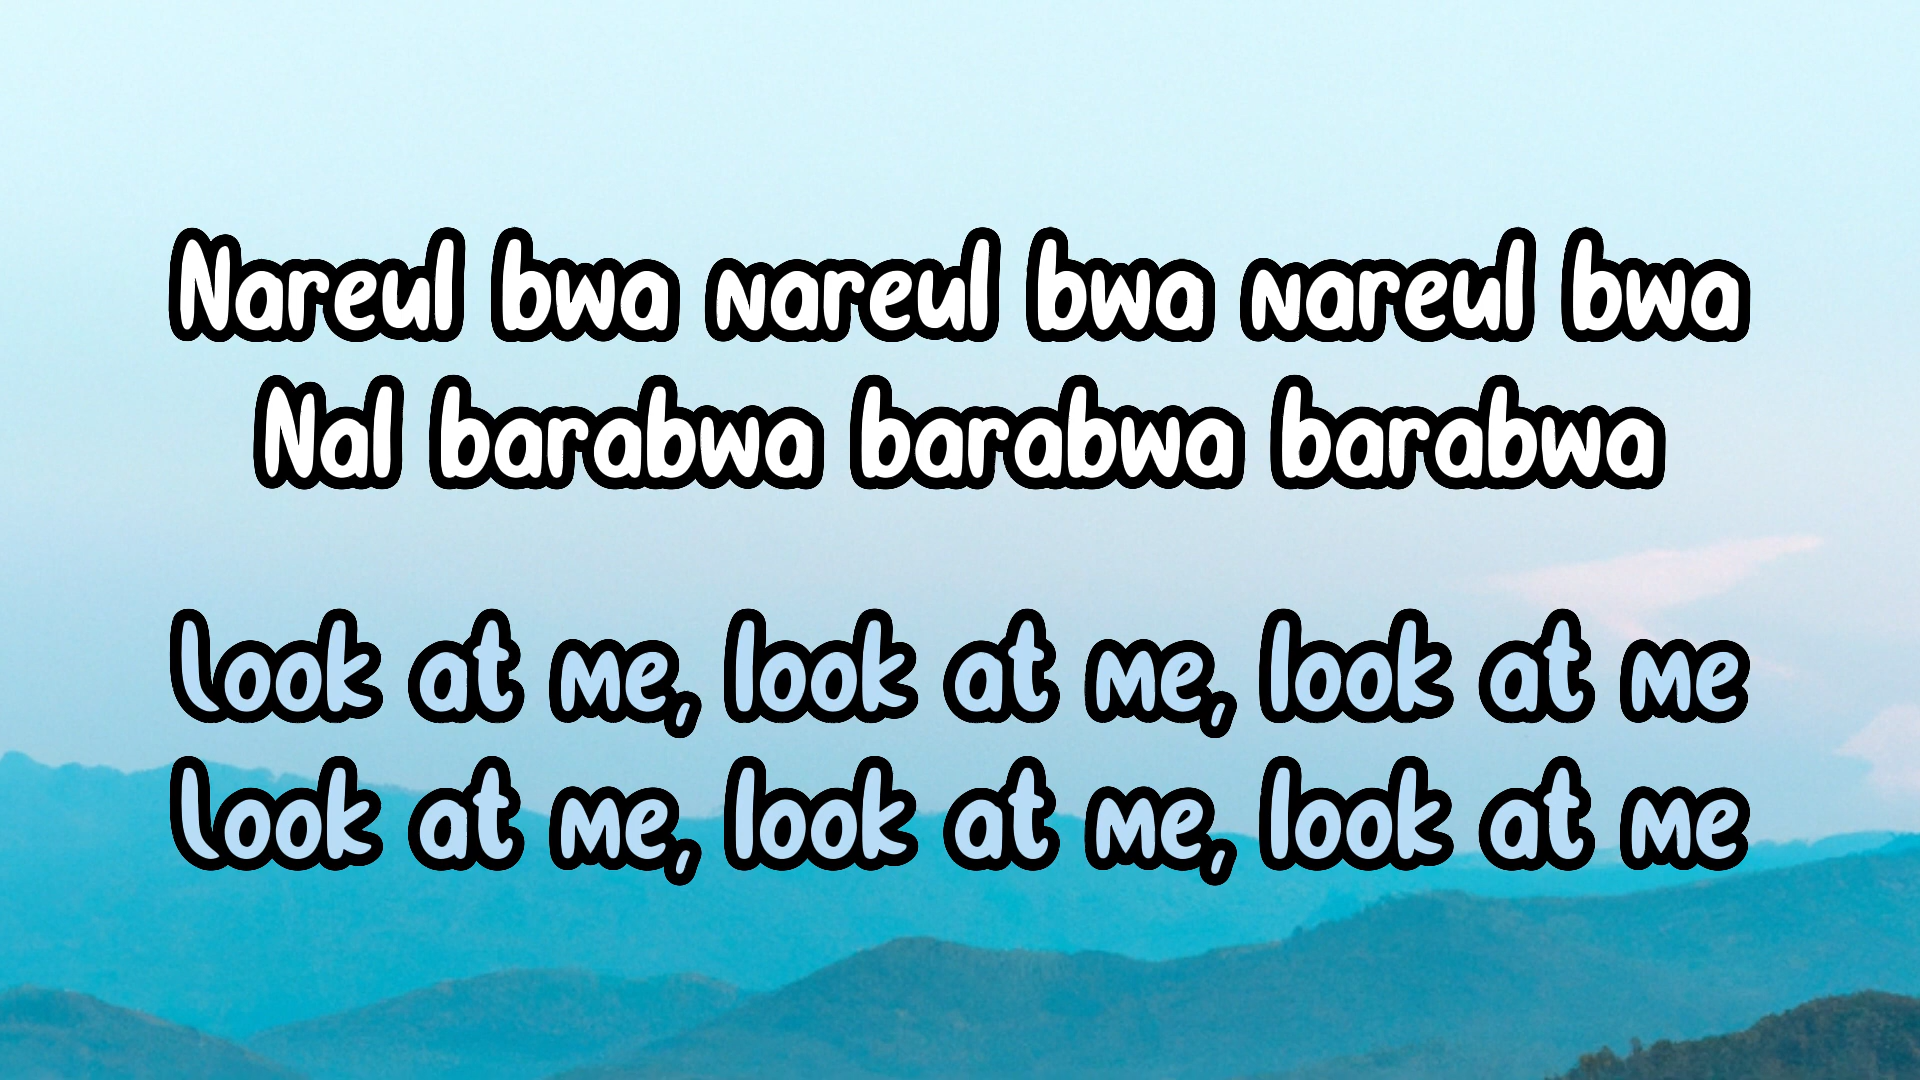 Nareul bwa nareul bwa nareul bwa
Nal barabwa barabwa barabwa
Look at me, look at me, look at me
Look at me, look at me, look at me